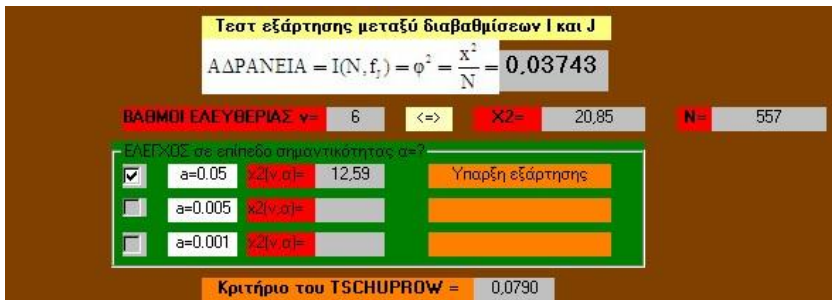 Τεστ εξάρτησης μεταξύ διαβαθμίσεων I και J
ΑΔΡΑΝΕΙΑ = I(N, f_J) = φ² = x²/N = 0,03743
ΒΑΘΜΟΙ ΕΛΕΥΘΕΡΙΑΣ ν= 6 <=> X2= 20,85 N= 557
ΕΛΕΓΧΟΣ σε επίπεδο σημαντικότητας α=?
a=0.05 x2(ν,α)= 12,59 Υπαρξη εξάρτησης
a=0.005 x2(ν,α)=
a=0.001 x2(ν,α)=
Κριτήριο του TSCHUPROW = 0,0790